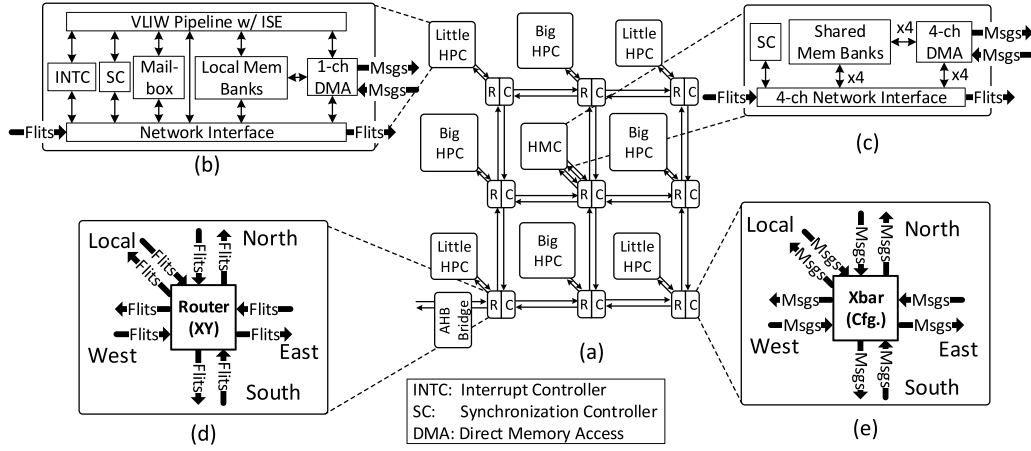 VLIW Pipeline w/ ISE
INTC
SC
Mail-
box
Local Mem
Banks
1-ch
DMA
Msgs
Msgs
Flits
Network Interface
Flits
(b)
Little
HPC
Big
HPC
Little
HPC
R C
R C
R C
Big
HPC
HMC
Big
HPC
R C
R C
R C
Little
HPC
Big
HPC
Little
HPC
R C
R C
R C
AHB
Bridge
(a)
SC
Shared
Mem Banks
x4
4-ch
DMA
Msgs
Msgs
x4
x4
Flits
4-ch Network Interface
Flits
(c)
Local
North
Flits
Flits
Flits
Flits
Flits
Router
(XY)
Flits
Flits
Flits
West
East
Flits
Flits
South
(d)
INTC: Interrupt Controller
SC: Synchronization Controller
DMA: Direct Memory Access
Local
North
Msgs
Msgs
Msgs
Msgs
Msgs
Xbar
(Cfg.)
Msgs
Msgs
Msgs
West
East
Msgs
Msgs
South
(e)